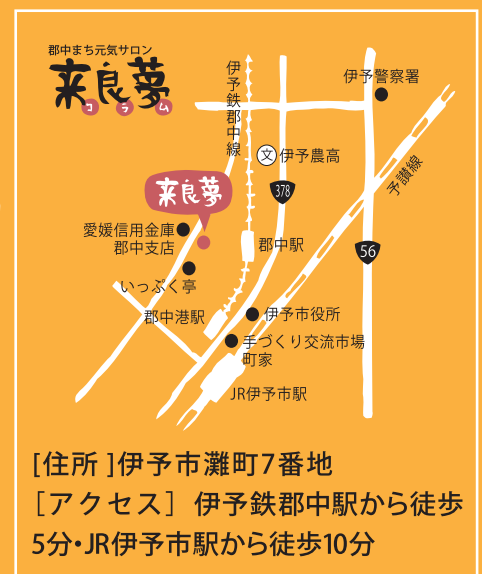 郡中まち元気サロン
来良夢
コラム
伊予鉄郡中線
伊予警察署
文 伊予農高
予讃線
来良夢
378
愛媛信用金庫
郡中支店
郡中駅
56
いっぷく亭
郡中港駅
伊予市役所
手づくり交流市場
町家
JR伊予市駅
[住所]伊予市灘町7番地
［アクセス］伊予鉄郡中駅から徒歩
5分・JR伊予市駅から徒歩10分